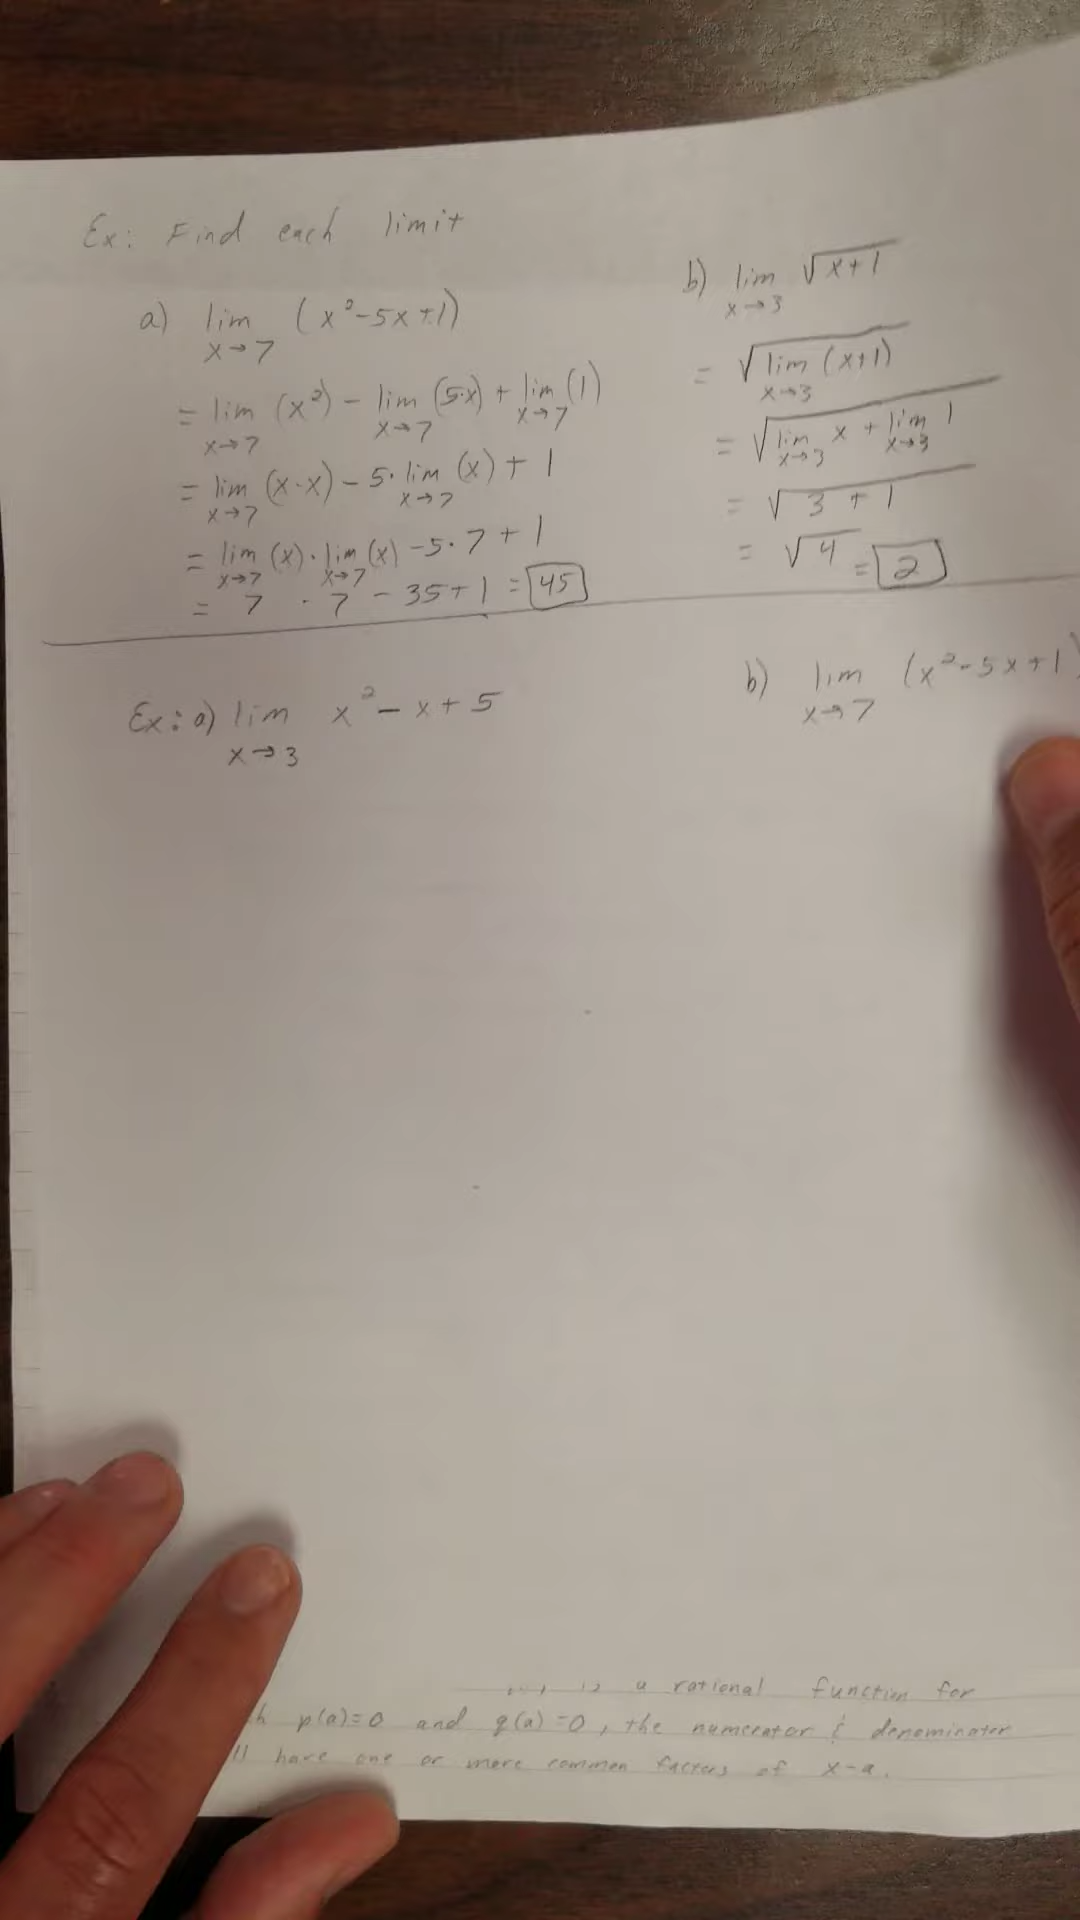 Ex: Find each limit
a) lim (x²-5x+1)
x→7
= lim (x²) - lim (5x) + lim (1)
x→7 x→7 x→7
= lim (x·x) - 5·lim (x) + 1
x→7 x→7
= lim (x)·lim (x) -5·7 + 1
x→7 x→7
= 7 · 7 - 35+1 = 45
b) lim √x+1
x→3
= √lim (x+1)
x→3
= √lim x + lim 1
x→3 x→3
= √3 + 1
= √4 = 2
Ex: a) lim x²-x+5
x→3
b) lim (x²-5x+1)
x→7
is a rational function for
p(a)=0 and q(a)=0, the numerator & denominator
have one or more common factors of x-a.